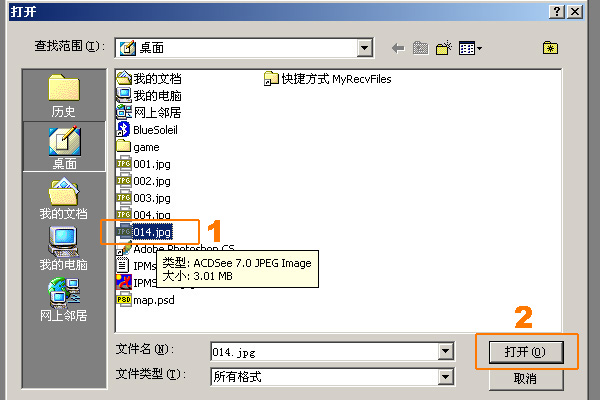 打开
查找范围(I):
桌面
历史
桌面
我的文档
我的电脑
网上邻居
我的文档
我的电脑
网上邻居
BlueSoleil
game
001.jpg
002.jpg
003.jpg
004.jpg
014.jpg
Adobe Photoshop CS
IPMs
IPMS
map.psd
快捷方式 MyRecvFiles
1
类型: ACDSee 7.0 JPEG Image
大小: 3.01 MB
文件名(N):
014.jpg
2
打开(O)
文件类型(T):
所有格式
取消